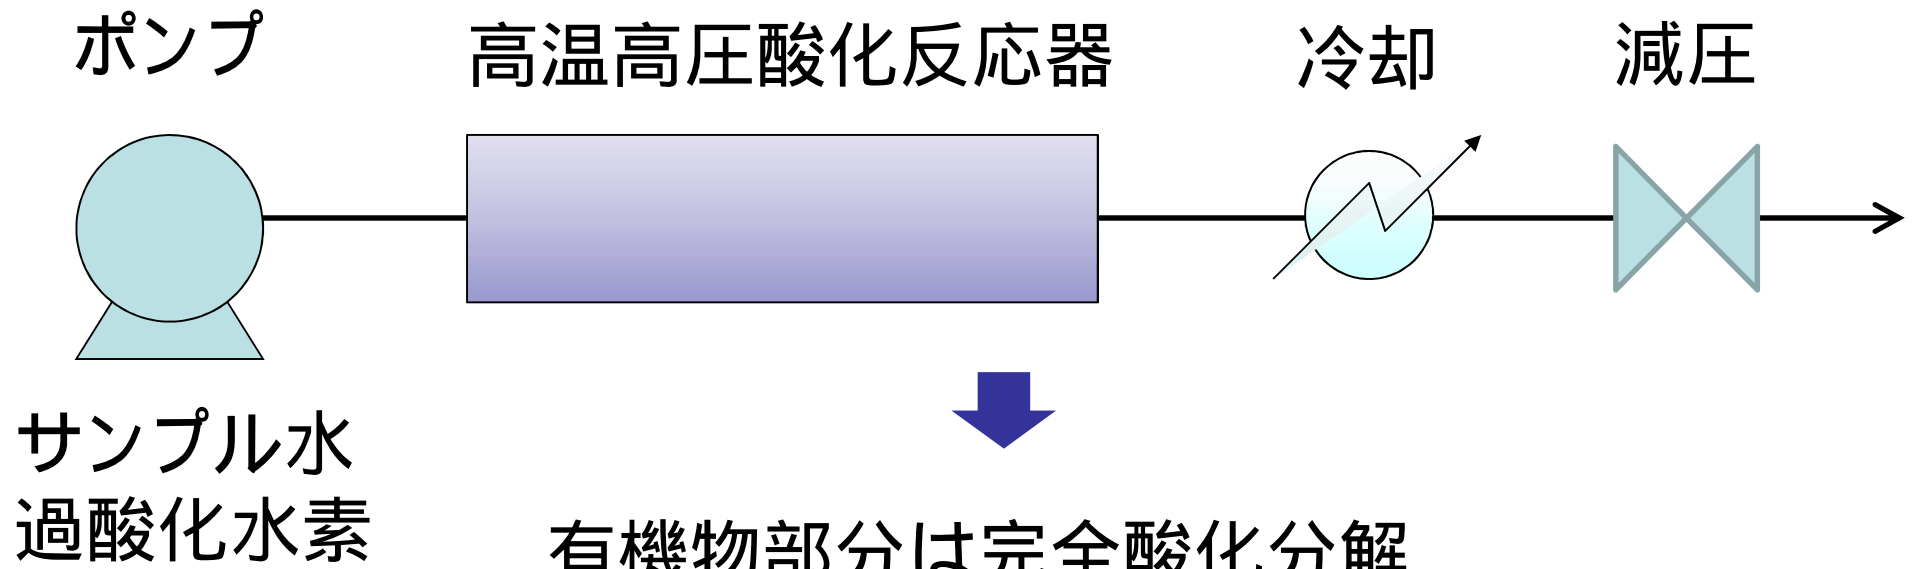 ポンプ 高温高圧酸化反応器 冷却 減圧
サンプル水
過酸化水素
有機物部分は完全酸化分解